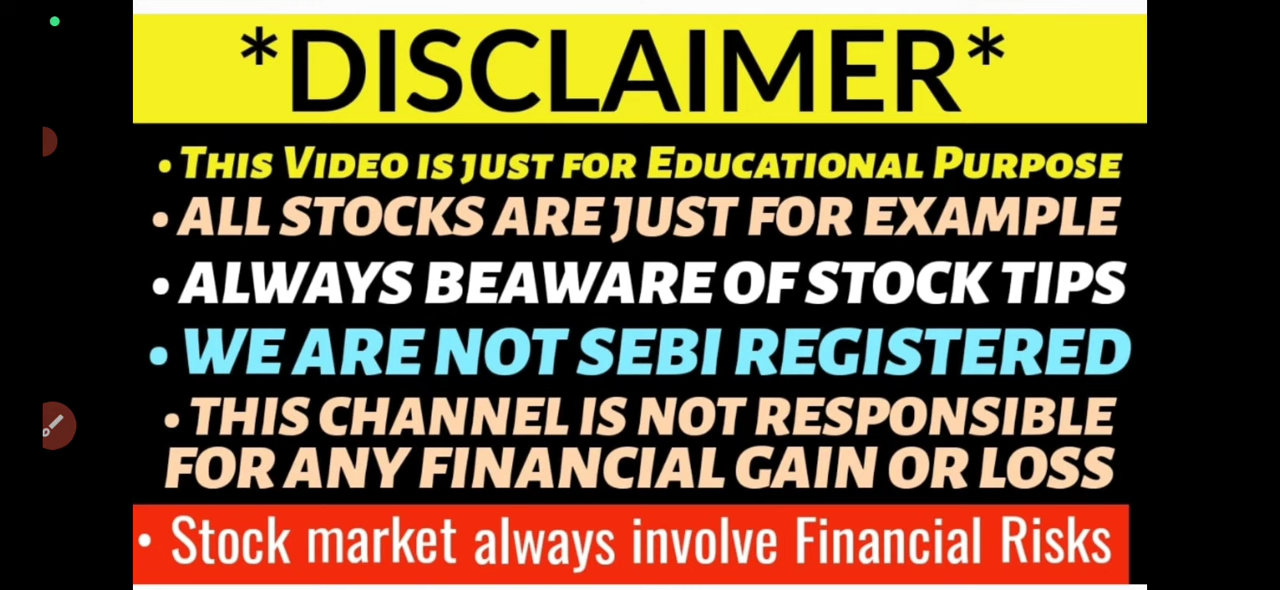 *DISCLAIMER*
• THIS VIDEO IS JUST FOR EDUCATIONAL PURPOSE
• ALL STOCKS ARE JUST FOR EXAMPLE
• ALWAYS BEAWARE OF STOCK TIPS
• WE ARE NOT SEBI REGISTERED
• THIS CHANNEL IS NOT RESPONSIBLE
FOR ANY FINANCIAL GAIN OR LOSS
• Stock market always involve Financial Risks